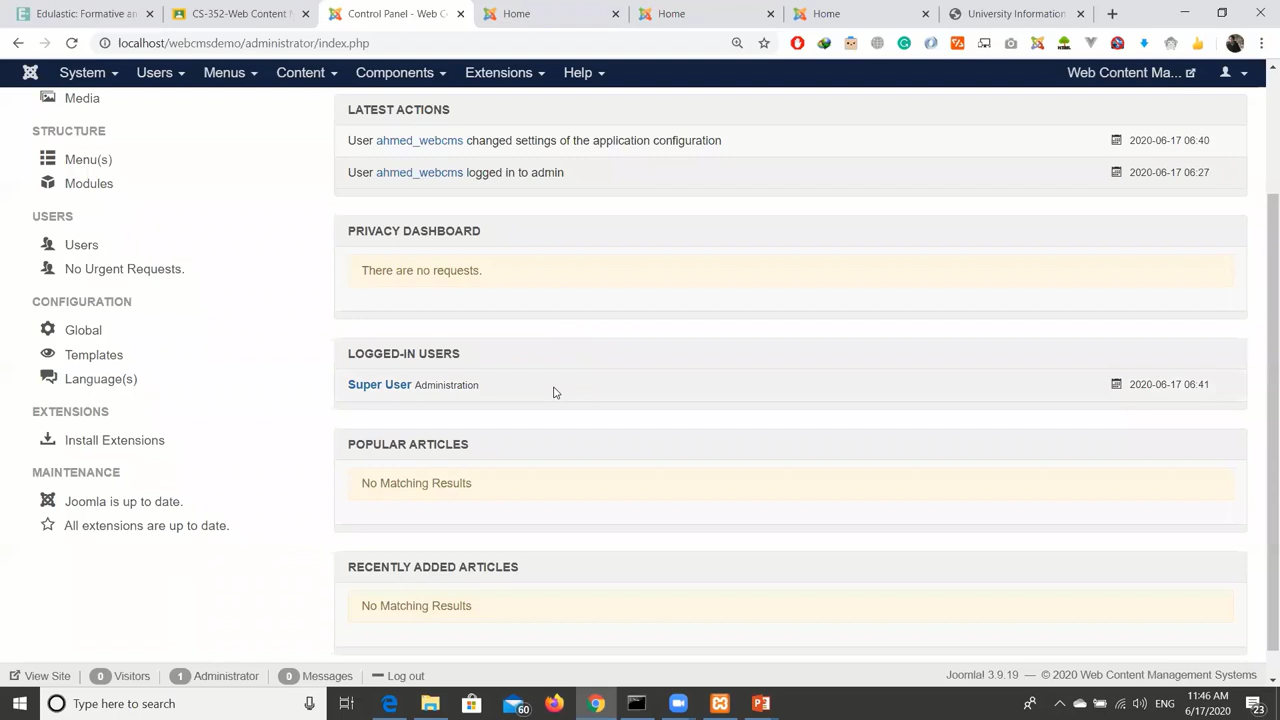 Edulastic: Formative an
CS-352-Web Content M
Control Panel - Web C
Home
Home
Home
University Information
localhost/webcmsdemo/administrator/index.php
System
Users
Menus
Content
Components
Extensions
Help
Web Content Ma...
Media
STRUCTURE
Menu(s)
Modules
USERS
Users
No Urgent Requests.
CONFIGURATION
Global
Templates
Language(s)
EXTENSIONS
Install Extensions
MAINTENANCE
Joomla is up to date.
All extensions are up to date.
LATEST ACTIONS
User ahmed_webcms changed settings of the application configuration 2020-06-17 06:40
User ahmed_webcms logged in to admin 2020-06-17 06:27
PRIVACY DASHBOARD
There are no requests.
LOGGED-IN USERS
Super User Administration 2020-06-17 06:41
POPULAR ARTICLES
No Matching Results
RECENTLY ADDED ARTICLES
No Matching Results
View Site 0 Visitors 1 Administrator 0 Messages Log out Joomla! 3.9.19 — © 2020 Web Content Management Systems
Type here to search
60
ENG
11:46 AM
6/17/2020
23